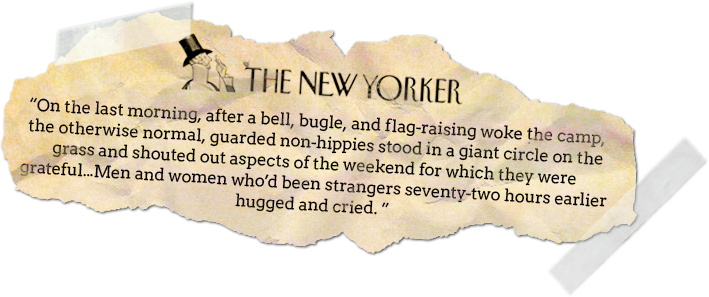 THE NEW YORKER
“On the last morning, after a bell, bugle, and flag-raising woke the camp,
the otherwise normal, guarded non-hippies stood in a giant circle on the
grass and shouted out aspects of the weekend for which they were
grateful...Men and women who’d been strangers seventy-two hours earlier
hugged and cried. ”